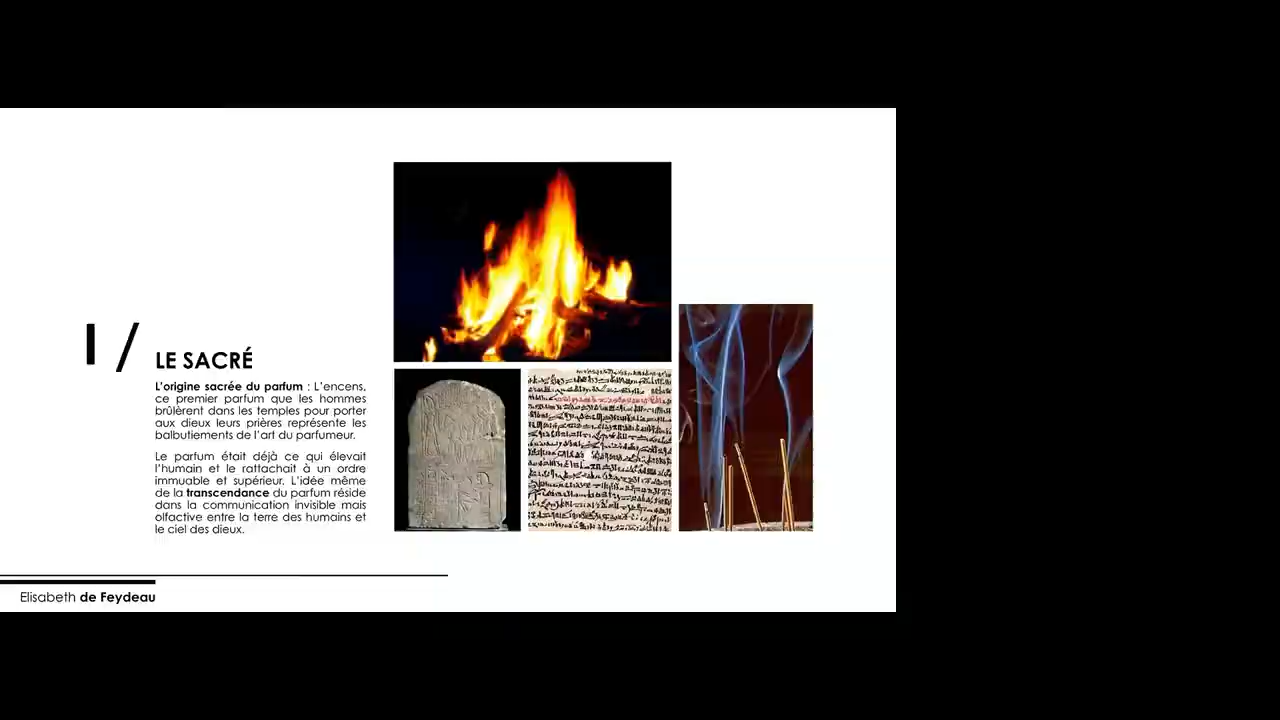 I / LE SACRÉ
L'origine sacrée du parfum : L'encens,
ce premier parfum que les hommes
brûlèrent dans les temples pour porter
aux dieux leurs prières représente les
balbutiements de l'art du parfumeur.
Le parfum était déjà ce qui élevait
l'humain et le rattachait à un ordre
immuable et supérieur. L'idée même
de la transcendance du parfum réside
dans la communication invisible mais
olfactive entre la terre des humains et
le ciel des dieux.
Elisabeth de Feydeau